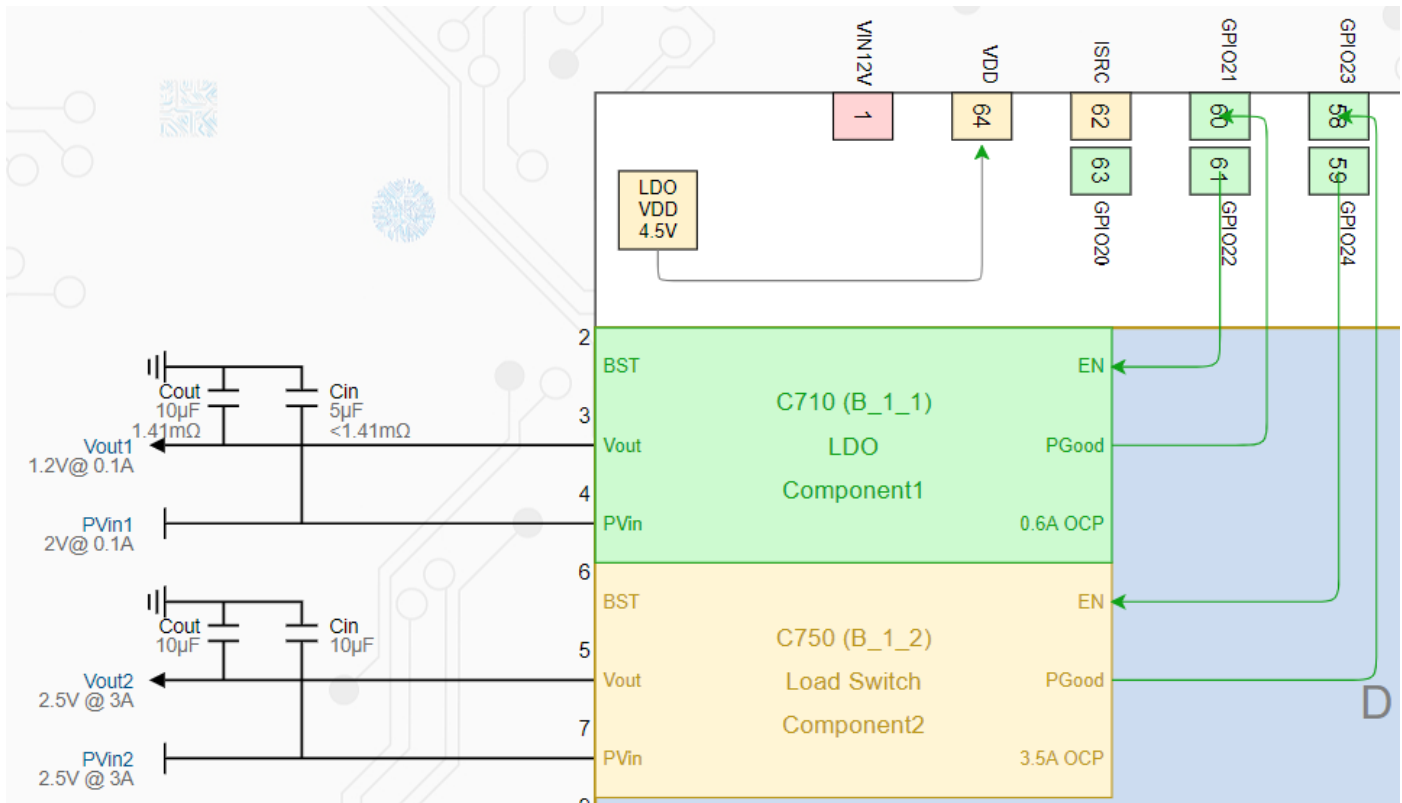 VIN12V
VDD
ISRC
GPIO21
GPIO23
1
64
62
60
58
63
61
59
GPIO20
GPIO22
GPIO24
LDO
VDD
4.5V
2
BST
EN
C710 (B_1_1)
Cout
10µF
1.41mΩ
Cin
5µF
<1.41mΩ
3
Vout1
1.2V@ 0.1A
Vout
LDO
PGood
Component1
4
PVin1
2V@ 0.1A
PVin
0.6A OCP
6
BST
EN
C750 (B_1_2)
Cout
10µF
Cin
10µF
5
Vout2
2.5V @ 3A
Vout
Load Switch
PGood
Component2
D
7
PVin2
2.5V @ 3A
PVin
3.5A OCP